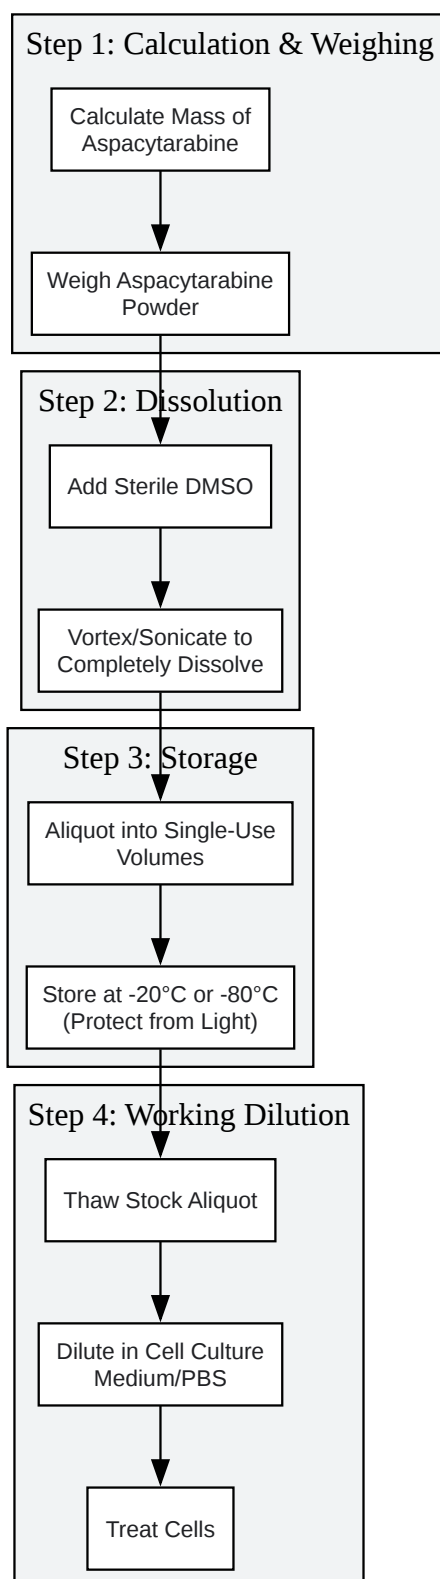 Step 1: Calculation & Weighing
Calculate Mass of
Aspacytarabine
Weigh Aspacytarabine
Powder
Step 2: Dissolution
Add Sterile DMSO
Vortex/Sonicate to
Completely Dissolve
Step 3: Storage
Aliquot into Single-Use
Volumes
Store at -20°C or -80°C
(Protect from Light)
Step 4: Working Dilution
Thaw Stock Aliquot
Dilute in Cell Culture
Medium/PBS
Treat Cells